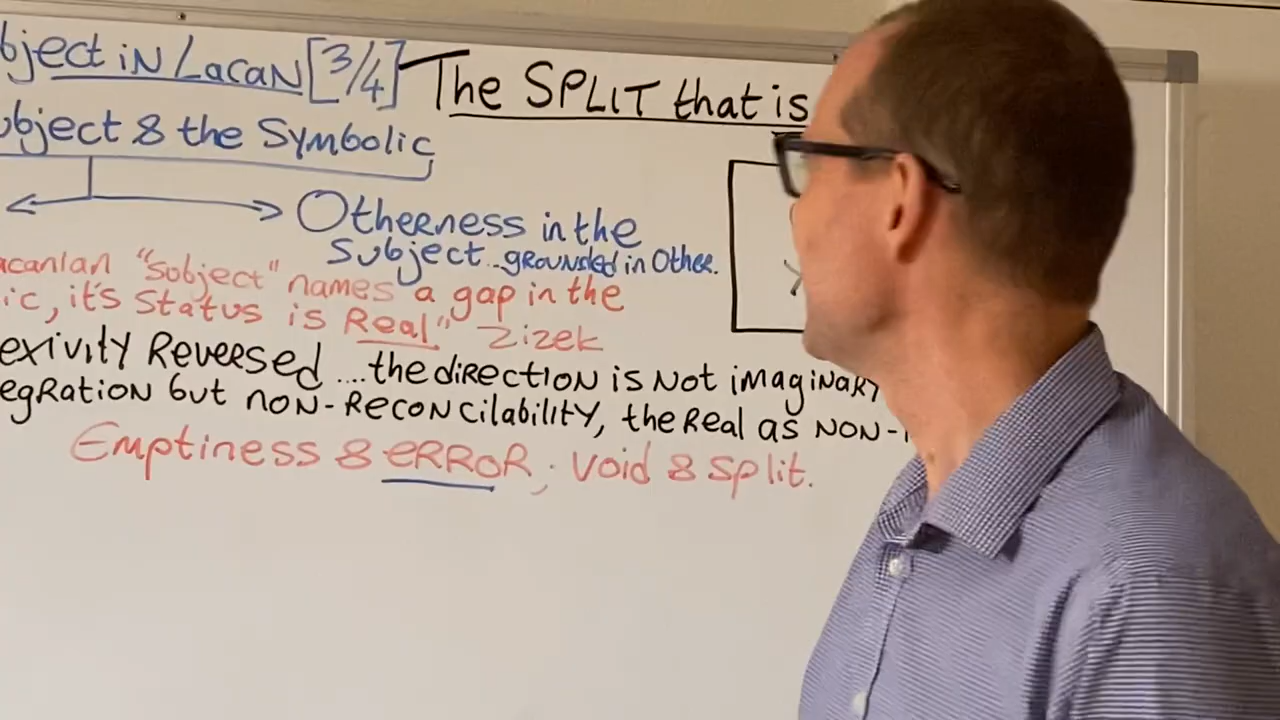 bject in Lacan [3/4]
The SPLIT that is
bject & the Symbolic
Otherness in the
Subject...grounded in Other.
acanian "subject" names a gap in the
ic, it's status is Real" Zizek
exivity Reversed ....the direction is not imaginary
egration but non-Reconcilability, the Real as non-
Emptiness & ERROR; void & split.